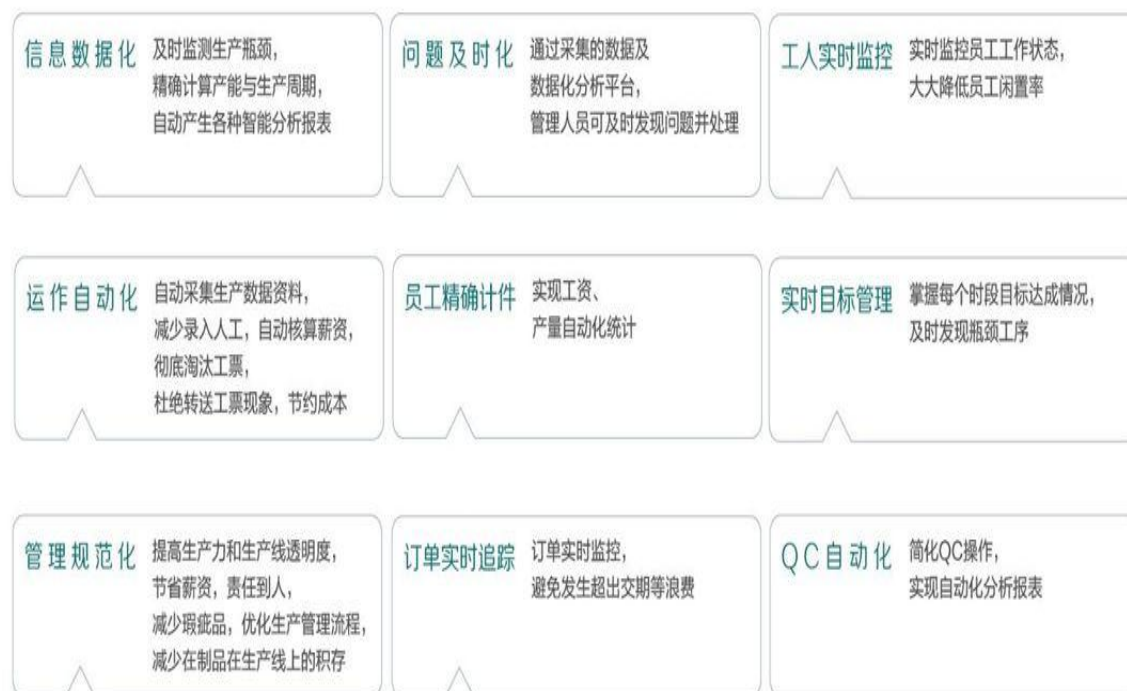 信息数据化
及时监测生产瓶颈，
精确计算产能与生产周期，
自动产生各种智能分析报表
问题及时化
通过采集的数据及
数据化分析平台，
管理人员可及时发现问题并处理
工人实时监控
实时监控员工工作状态，
大大降低员工闲置率
运作自动化
自动采集生产数据资料，
减少录入人工，自动核算薪资，
彻底淘汰工票，
杜绝转送工票现象，节约成本
员工精确计件
实现工资、
产量自动化统计
实时目标管理
掌握每个时段目标达成情况，
及时发现瓶颈工序
管理规范化
提高生产力和生产线透明度，
节省薪资，责任到人，
减少瑕疵品，优化生产管理流程，
减少在制品在生产线上的积存
订单实时追踪
订单实时监控，
避免发生超出交期等浪费
QC自动化
简化QC操作，
实现自动化分析报表